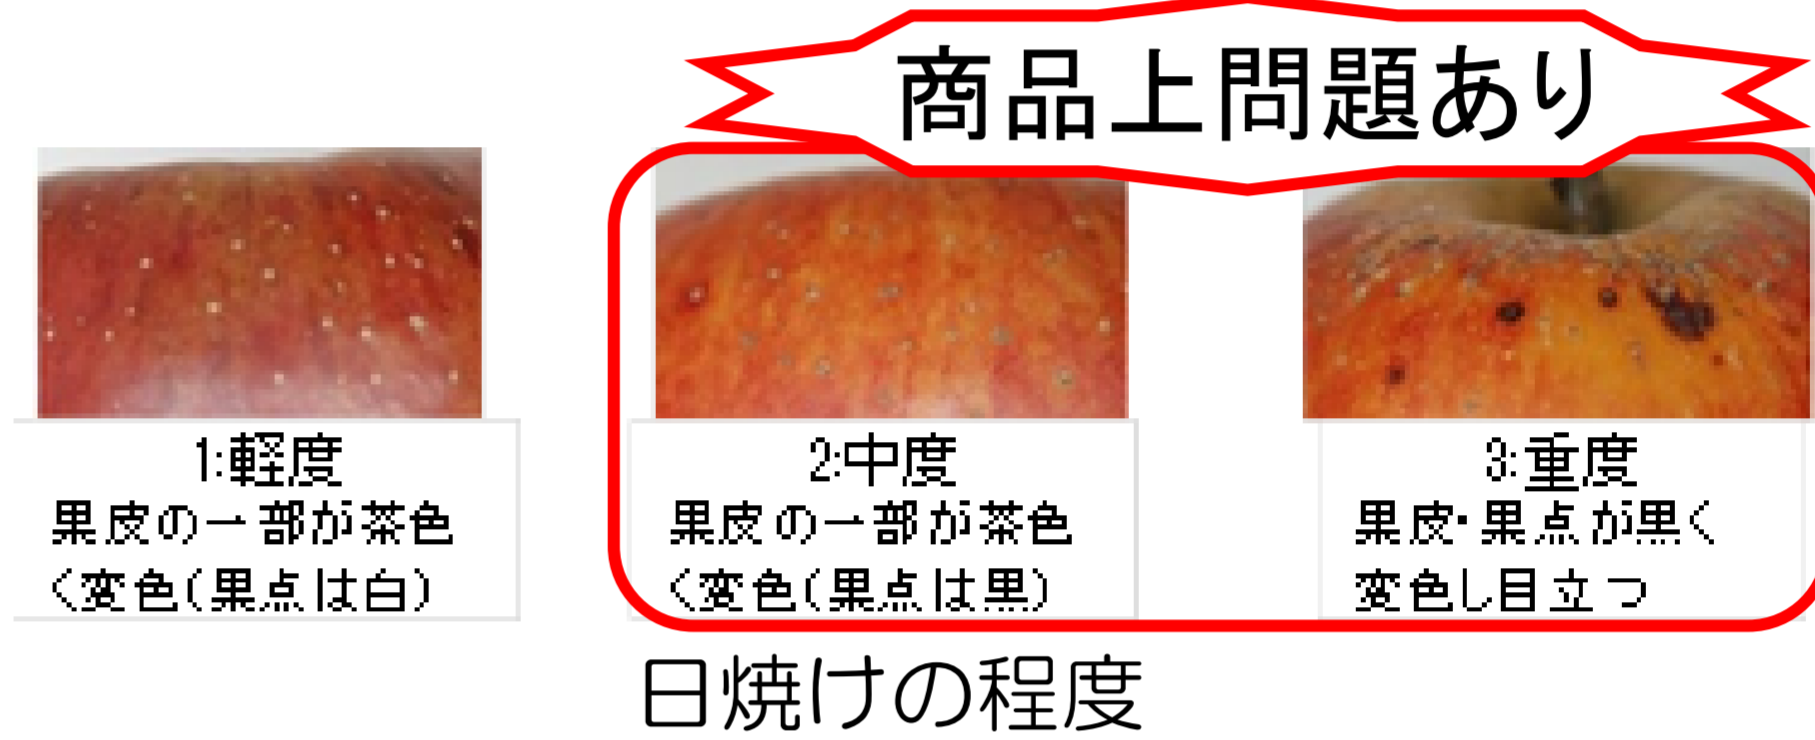 商品上問題あり
1:軽度
果皮の一部が茶色
く変色(果点は白)
2:中度
果皮の一部が茶色
く変色(果点は黒)
3:重度
果皮・果点が黒く
変色し目立つ
日焼けの程度